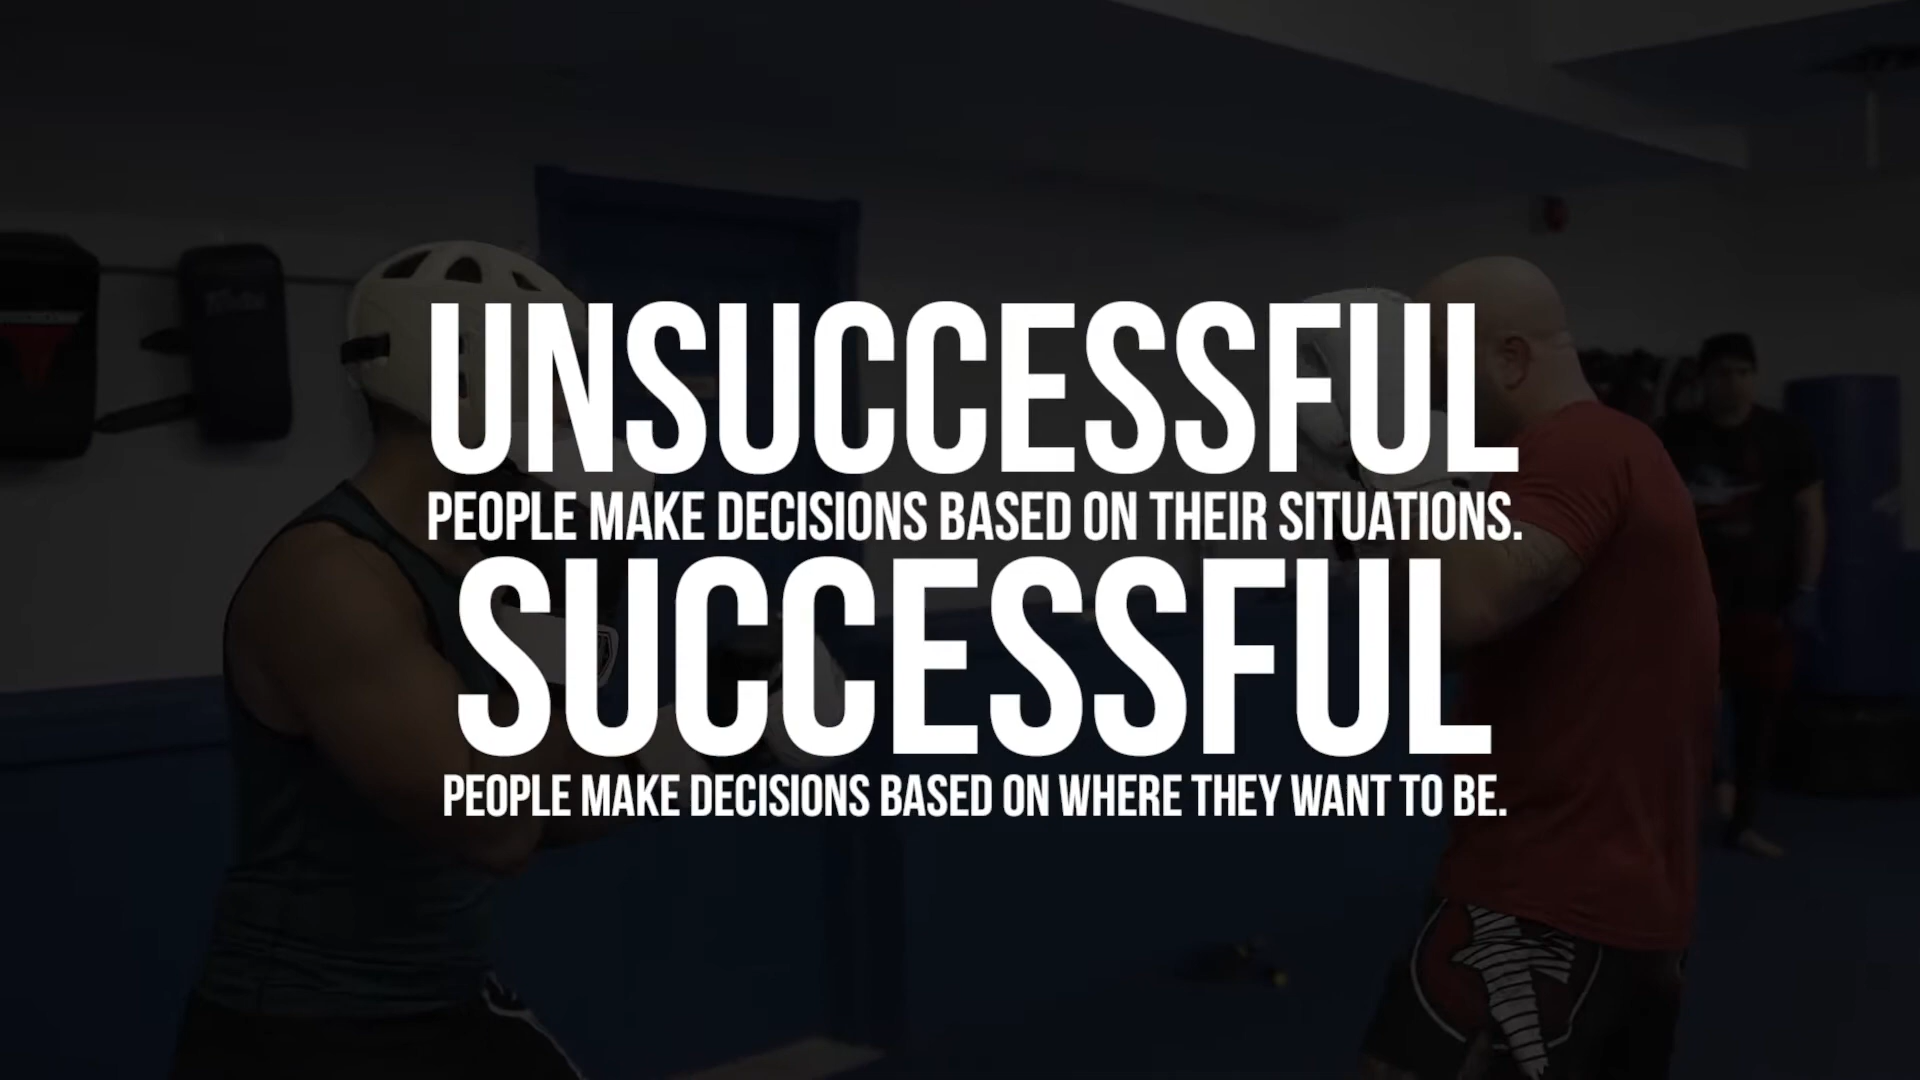 UNSUCCESSFUL
PEOPLE MAKE DECISIONS BASED ON THEIR SITUATIONS.
SUCCESSFUL
PEOPLE MAKE DECISIONS BASED ON WHERE THEY WANT TO BE.